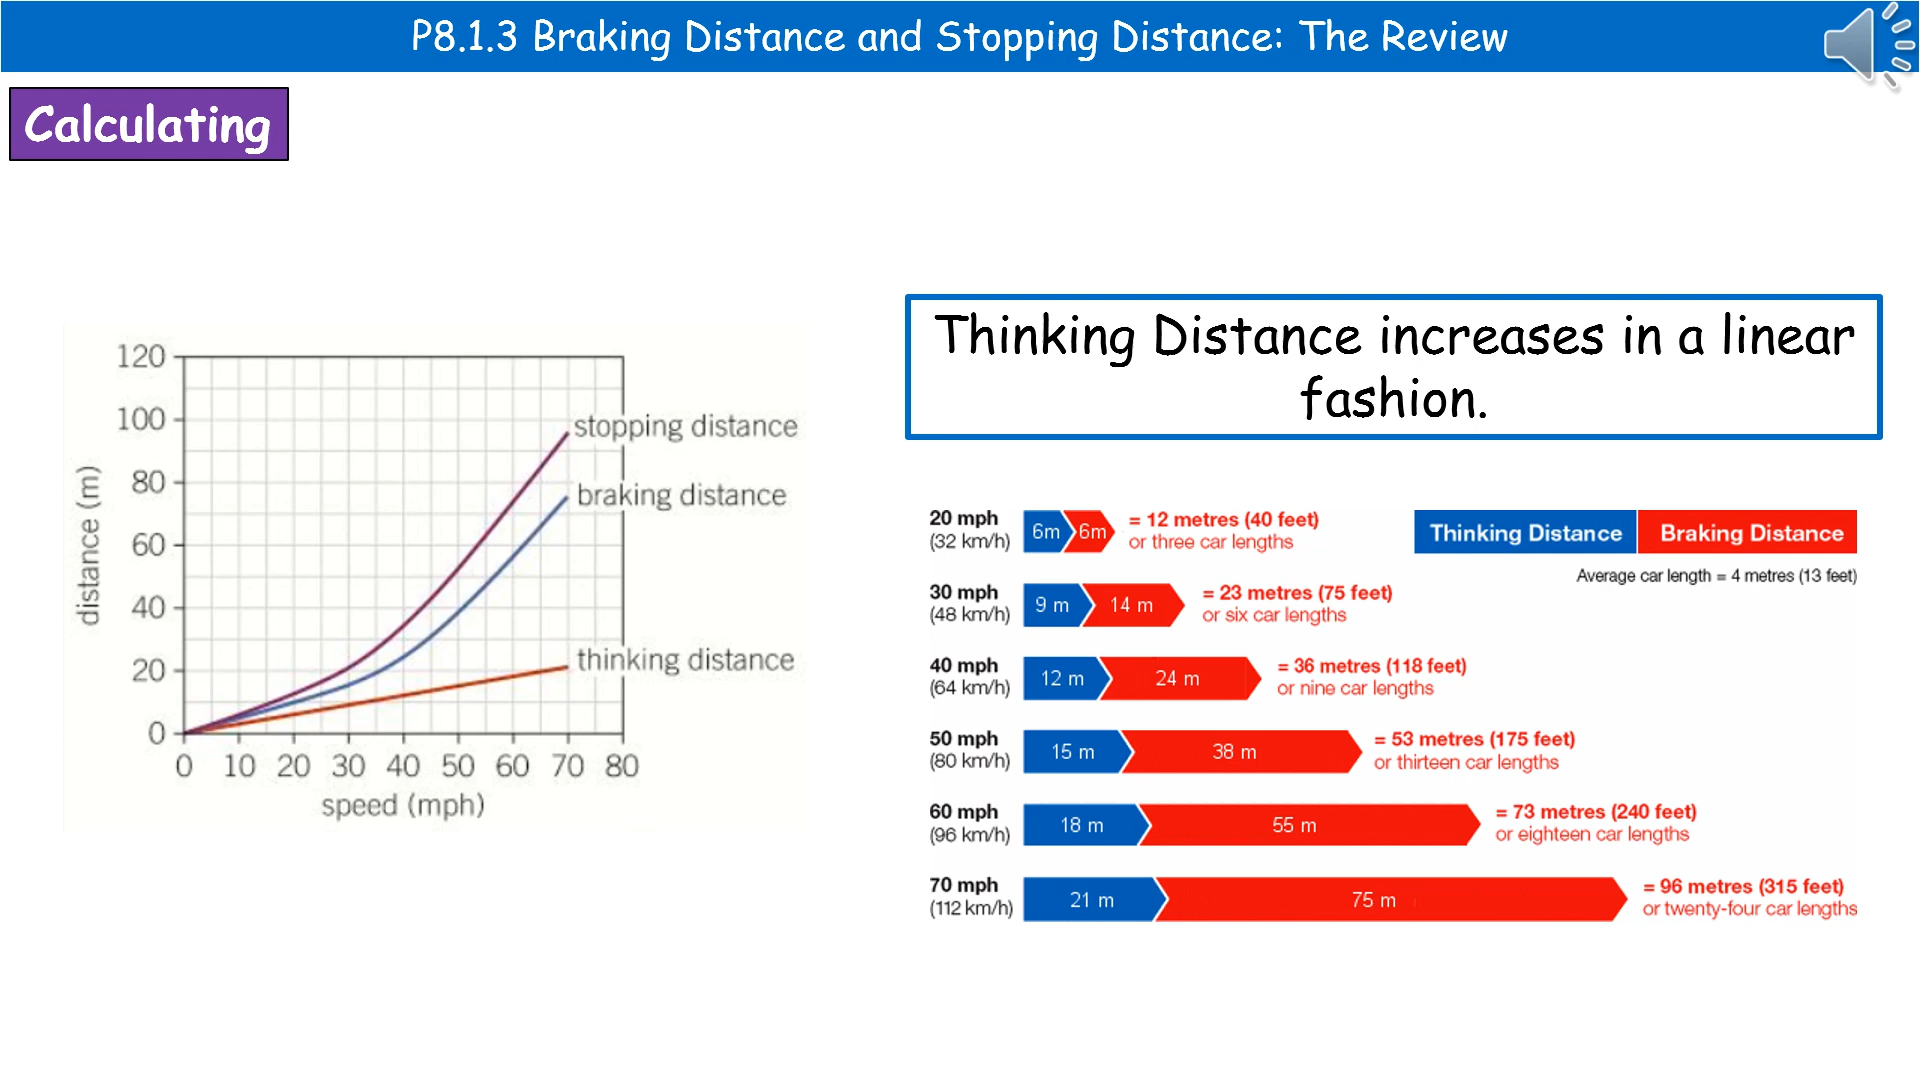 P8.1.3 Braking Distance and Stopping Distance: The Review
Calculating
120
100
80
60
40
20
0
distance (m)
stopping distance
braking distance
thinking distance
0 10 20 30 40 50 60 70 80
speed (mph)
Thinking Distance increases in a linear
fashion.
Thinking Distance Braking Distance
Average car length = 4 metres (13 feet)
20 mph
(32 km/h)
6m 6m
= 12 metres (40 feet)
or three car lengths
30 mph
(48 km/h)
9 m 14 m
= 23 metres (75 feet)
or six car lengths
40 mph
(64 km/h)
12 m 24 m
= 36 metres (118 feet)
or nine car lengths
50 mph
(80 km/h)
15 m 38 m
= 53 metres (175 feet)
or thirteen car lengths
60 mph
(96 km/h)
18 m 55 m
= 73 metres (240 feet)
or eighteen car lengths
70 mph
(112 km/h)
21 m 75 m
= 96 metres (315 feet)
or twenty-four car lengths